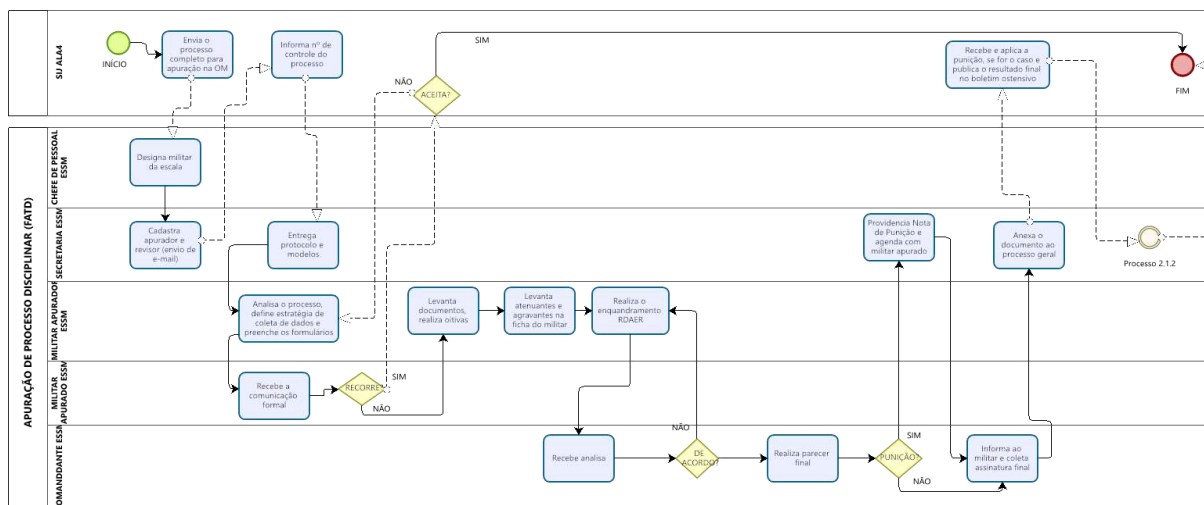 SIJ ALA4
INÍCIO
Envia o
processo
completo para
apuração na OM
Informa nº de
controle do
processo
NÃO
ACEITA?
SIM
Recebe e aplica a
punição, se for o caso e
publica o resultado final
no boletim ostensivo
FIM
APURAÇÃO DE PROCESSO DISCIPLINAR (FATD)
CHEFE DE PESSOAL
ESSM
Designa militar
da escala
SECRETARIA ESSM
Cadastra
apurador e
revisor (envio de
e-mail)
Entrega
protocolo e
modelos
Providencia Nota
de Punição e
agenda com
militar apurado
Anexa o
documento ao
processo geral
Processo 2.1.2
MILITAR APURADOR
ESSM
Analisa o processo,
define estratégia de
coleta de dados e
preenche os formulários
Levanta
documentos,
realiza oitivas
Levanta
atenuantes e
agravantes na
ficha do militar
Realiza o
enquandramento
RDAER
MILITAR
APURADO ESSM
Recebe a
comunicação
formal
RECORRE?
SIM
NÃO
OMANDANTE ESSM
Recebe analisa
NÃO
DE
ACORDO?
Realiza parecer
final
SIM
PUNIÇÃO?
NÃO
Informa ao
militar e coleta
assinatura final